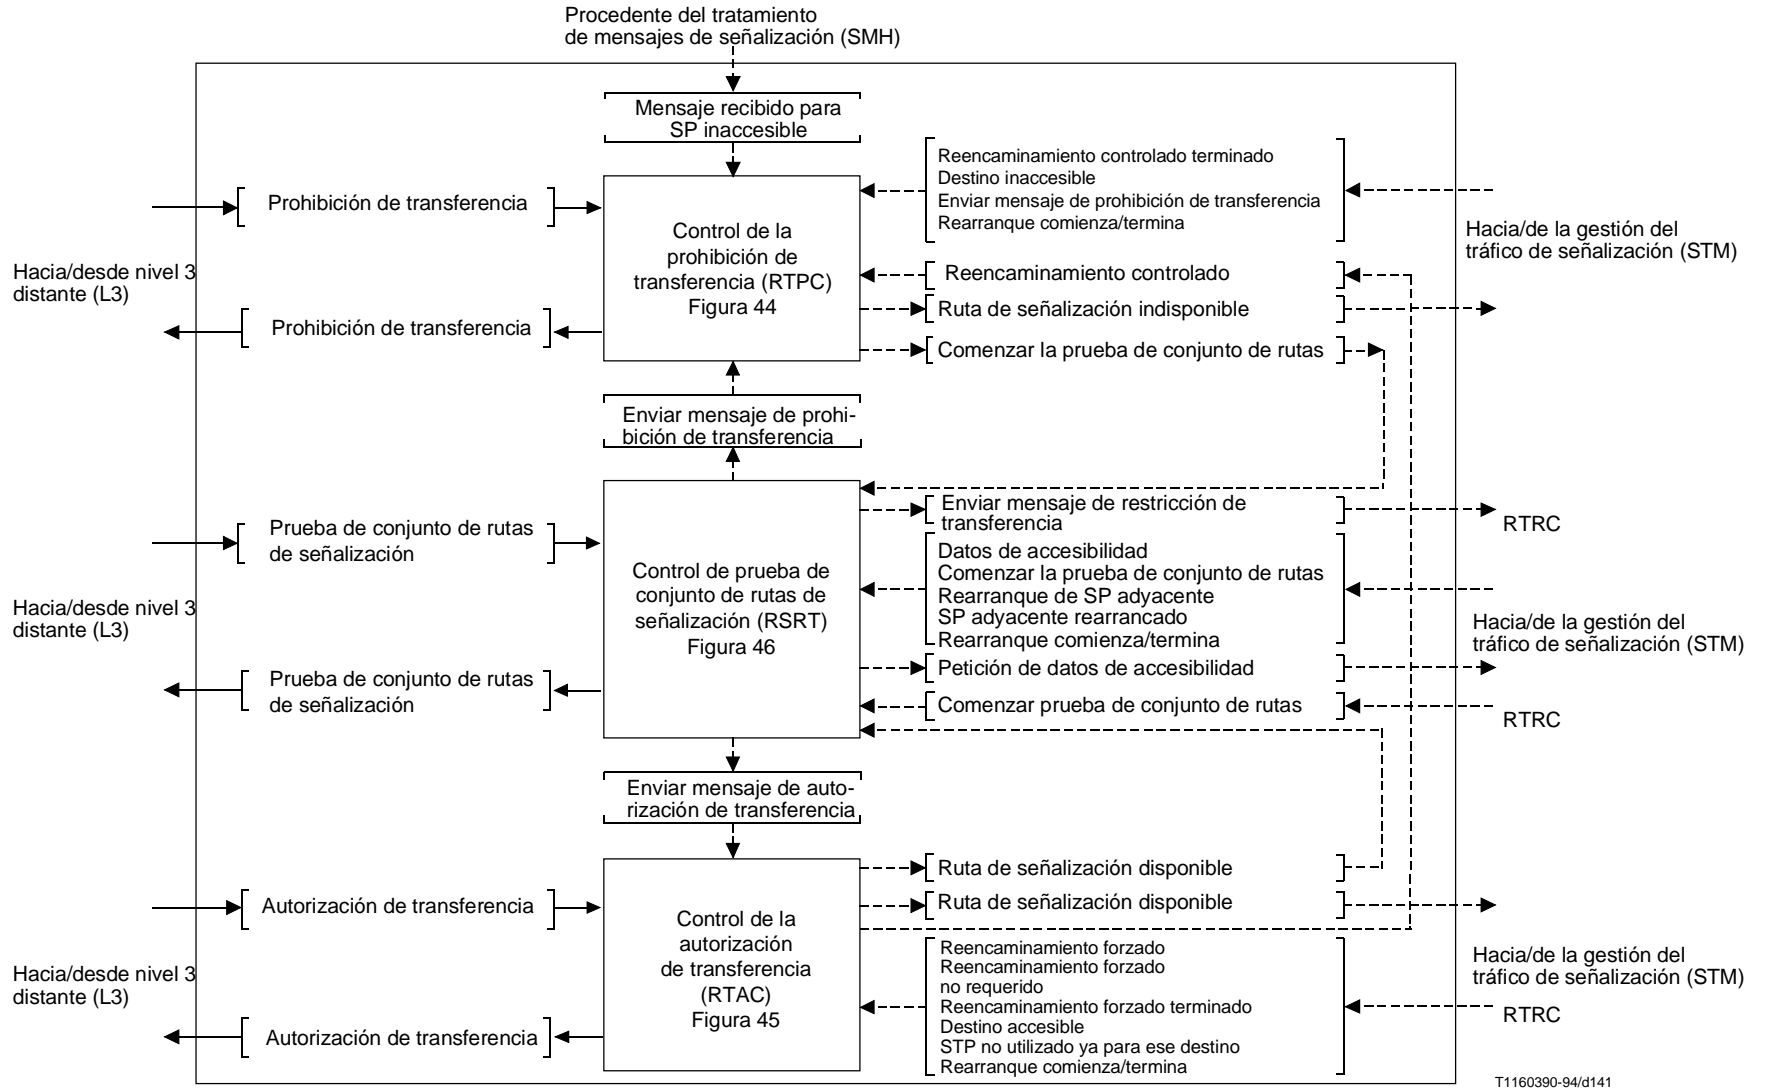 Procedente del tratamiento
de mensajes de señalización (SMH)
Mensaje recibido para
SP inaccesible
Prohibición de transferencia
Control de la
prohibición de
transferencia (RTPC)
Figura 44
Reencaminamiento controlado terminado
Destino inaccesible
Enviar mensaje de prohibición de transferencia
Rearranque comienza/termina
Hacia/de la gestión del
tráfico de señalización (STM)
Hacia/desde nivel 3
distante (L3)
Reencaminamiento controlado
Ruta de señalización indisponible
Prohibición de transferencia
Comenzar la prueba de conjunto de rutas
Enviar mensaje de prohi-
bición de transferencia
Enviar mensaje de restricción de
transferencia
RTRC
Prueba de conjunto de rutas
de señalización
Control de prueba de
conjunto de rutas de
señalización (RSRT)
Figura 46
Datos de accesibilidad
Comenzar la prueba de conjunto de rutas
Rearranque de SP adyacente
SP adyacente rearrancado
Rearranque comienza/termina
Hacia/desde nivel 3
distante (L3)
Hacia/de la gestión del
tráfico de señalización (STM)
Petición de datos de accesibilidad
Prueba de conjunto de rutas
de señalización
Comenzar prueba de conjunto de rutas
RTRC
Enviar mensaje de auto-
rización de transferencia
Ruta de señalización disponible
Ruta de señalización disponible
Autorización de transferencia
Control de la
autorización
de transferencia
(RTAC)
Figura 45
Reencaminamiento forzado
Reencaminamiento forzado
no requerido
Reencaminamiento forzado terminado
Destino accesible
STP no utilizado ya para ese destino
Rearranque comienza/termina
Hacia/de la gestión del
tráfico de señalización (STM)
RTRC
Hacia/desde nivel 3
distante (L3)
Autorización de transferencia
T1160390-94/d141